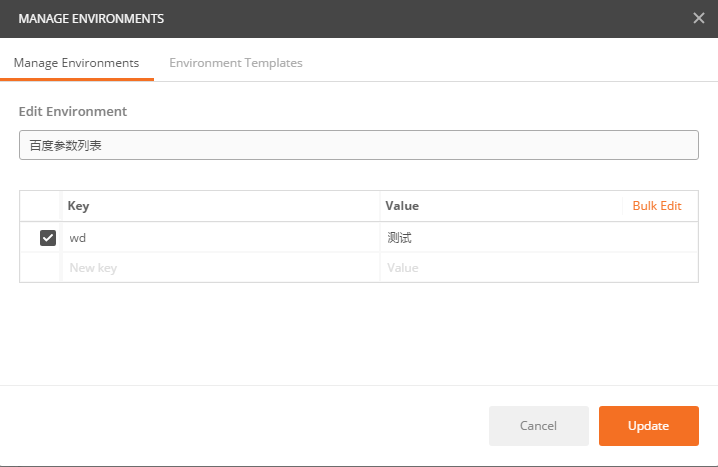 MANAGE ENVIRONMENTS
Manage Environments Environment Templates
Edit Environment
百度参数列表
Key Value Bulk Edit
wd 测试
New key Value
Cancel Update